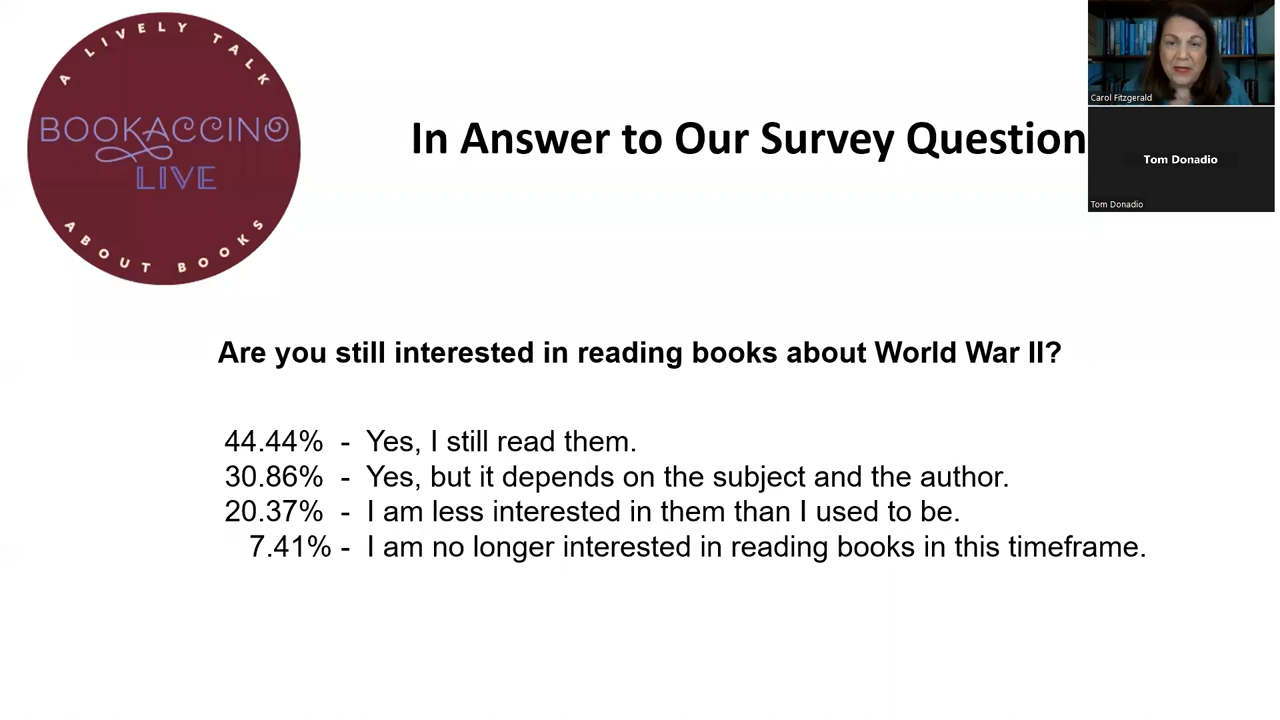 A LIVELY TALK
BOOKACCINO
LIVE
ABOUT BOOKS
In Answer to Our Survey Question
Carol Fitzgerald
Tom Donadio
Tom Donadio
Are you still interested in reading books about World War II?
44.44% - Yes, I still read them.
30.86% - Yes, but it depends on the subject and the author.
20.37% - I am less interested in them than I used to be.
7.41% - I am no longer interested in reading books in this timeframe.